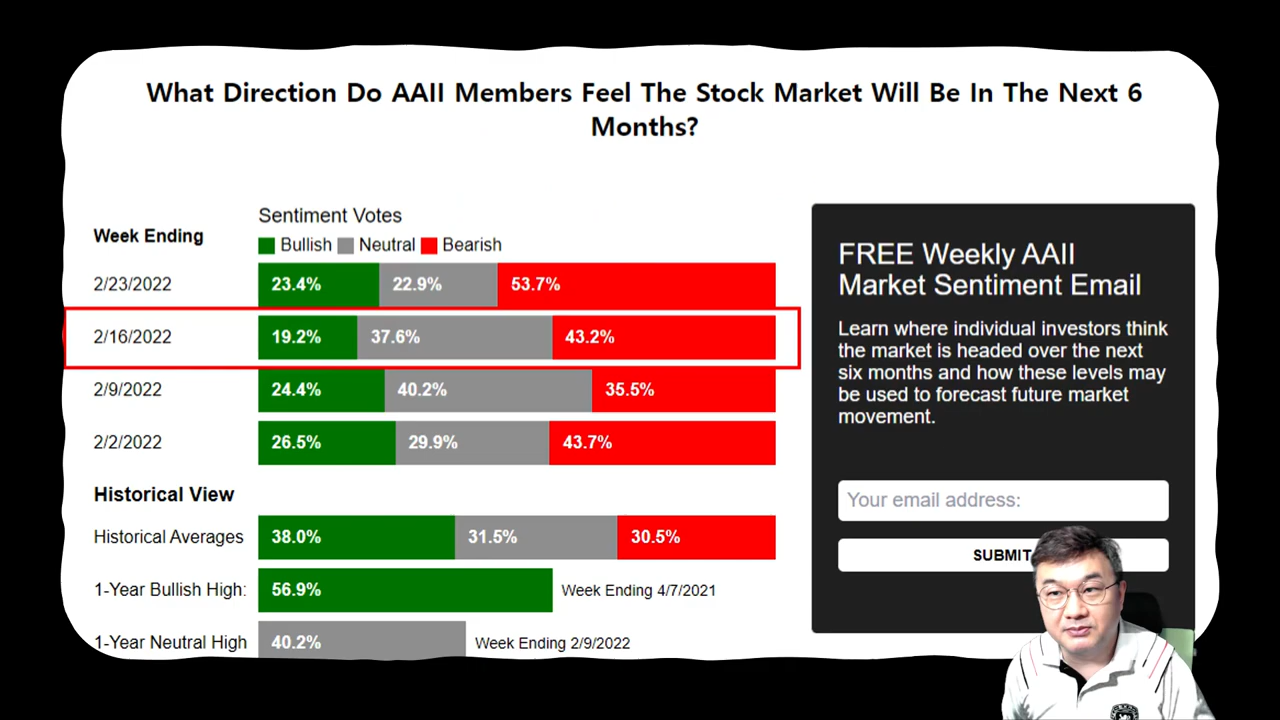 What Direction Do AAII Members Feel The Stock Market Will Be In The Next 6
Months?
Sentiment Votes
Week Ending
Bullish Neutral Bearish
2/23/2022 23.4% 22.9% 53.7%
2/16/2022 19.2% 37.6% 43.2%
2/9/2022 24.4% 40.2% 35.5%
2/2/2022 26.5% 29.9% 43.7%
Historical View
Historical Averages 38.0% 31.5% 30.5%
1-Year Bullish High: 56.9% Week Ending 4/7/2021
1-Year Neutral High 40.2% Week Ending 2/9/2022
FREE Weekly AAII
Market Sentiment Email
Learn where individual investors think
the market is headed over the next
six months and how these levels may
be used to forecast future market
movement.
Your email address:
SUBMIT